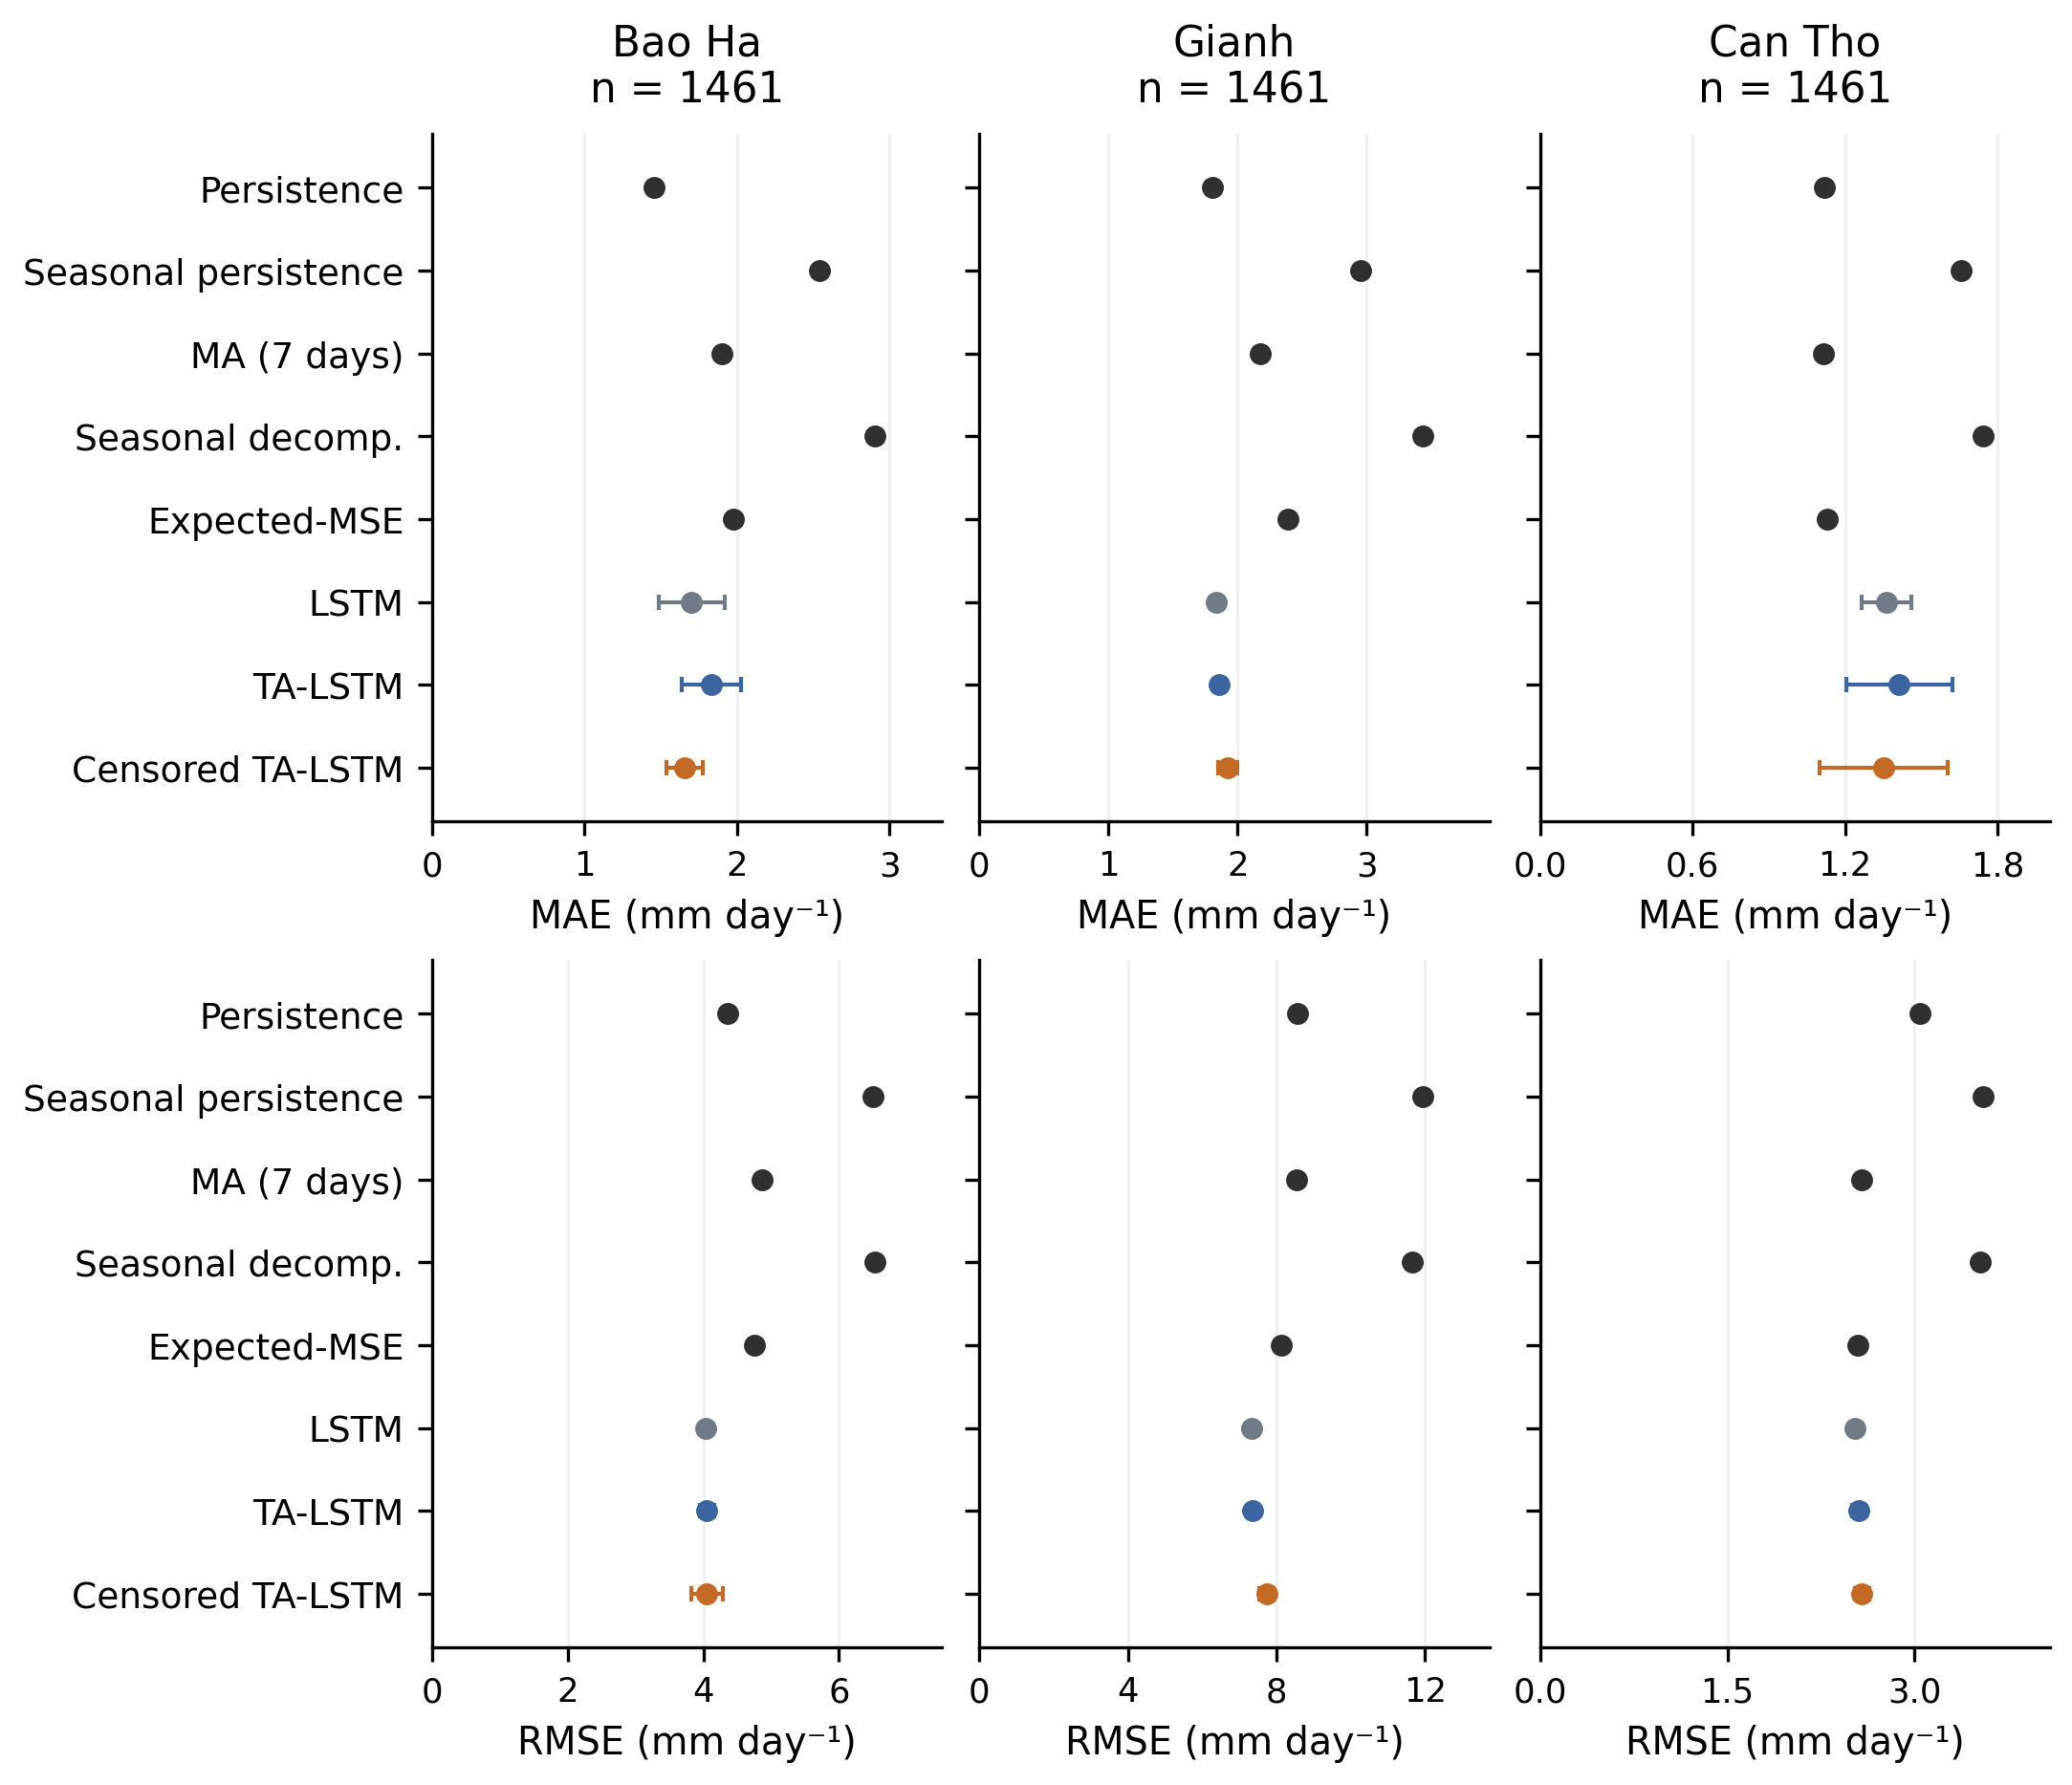 Bao Ha
n = 1461
Gianh
n = 1461
Can Tho
n = 1461
Persistence
Seasonal persistence
MA (7 days)
Seasonal decomp.
Expected-MSE
LSTM
TA-LSTM
Censored TA-LSTM
0 1 2 3
MAE (mm day⁻¹)
0 1 2 3
MAE (mm day⁻¹)
0.0 0.6 1.2 1.8
MAE (mm day⁻¹)
Persistence
Seasonal persistence
MA (7 days)
Seasonal decomp.
Expected-MSE
LSTM
TA-LSTM
Censored TA-LSTM
0 2 4 6
RMSE (mm day⁻¹)
0 4 8 12
RMSE (mm day⁻¹)
0.0 1.5 3.0
RMSE (mm day⁻¹)